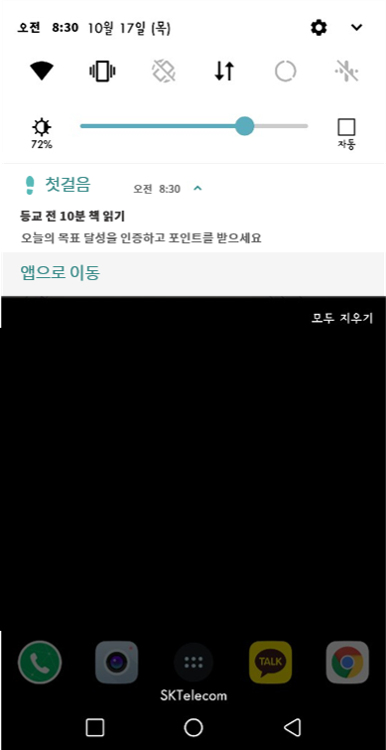 오전 8:30 10월 17일 (목)
72%
자동
첫걸음 오전 8:30
등교 전 10분 책 읽기
오늘의 목표 달성을 인증하고 포인트를 받으세요
앱으로 이동
모두 지우기
TALK
SKTelecom